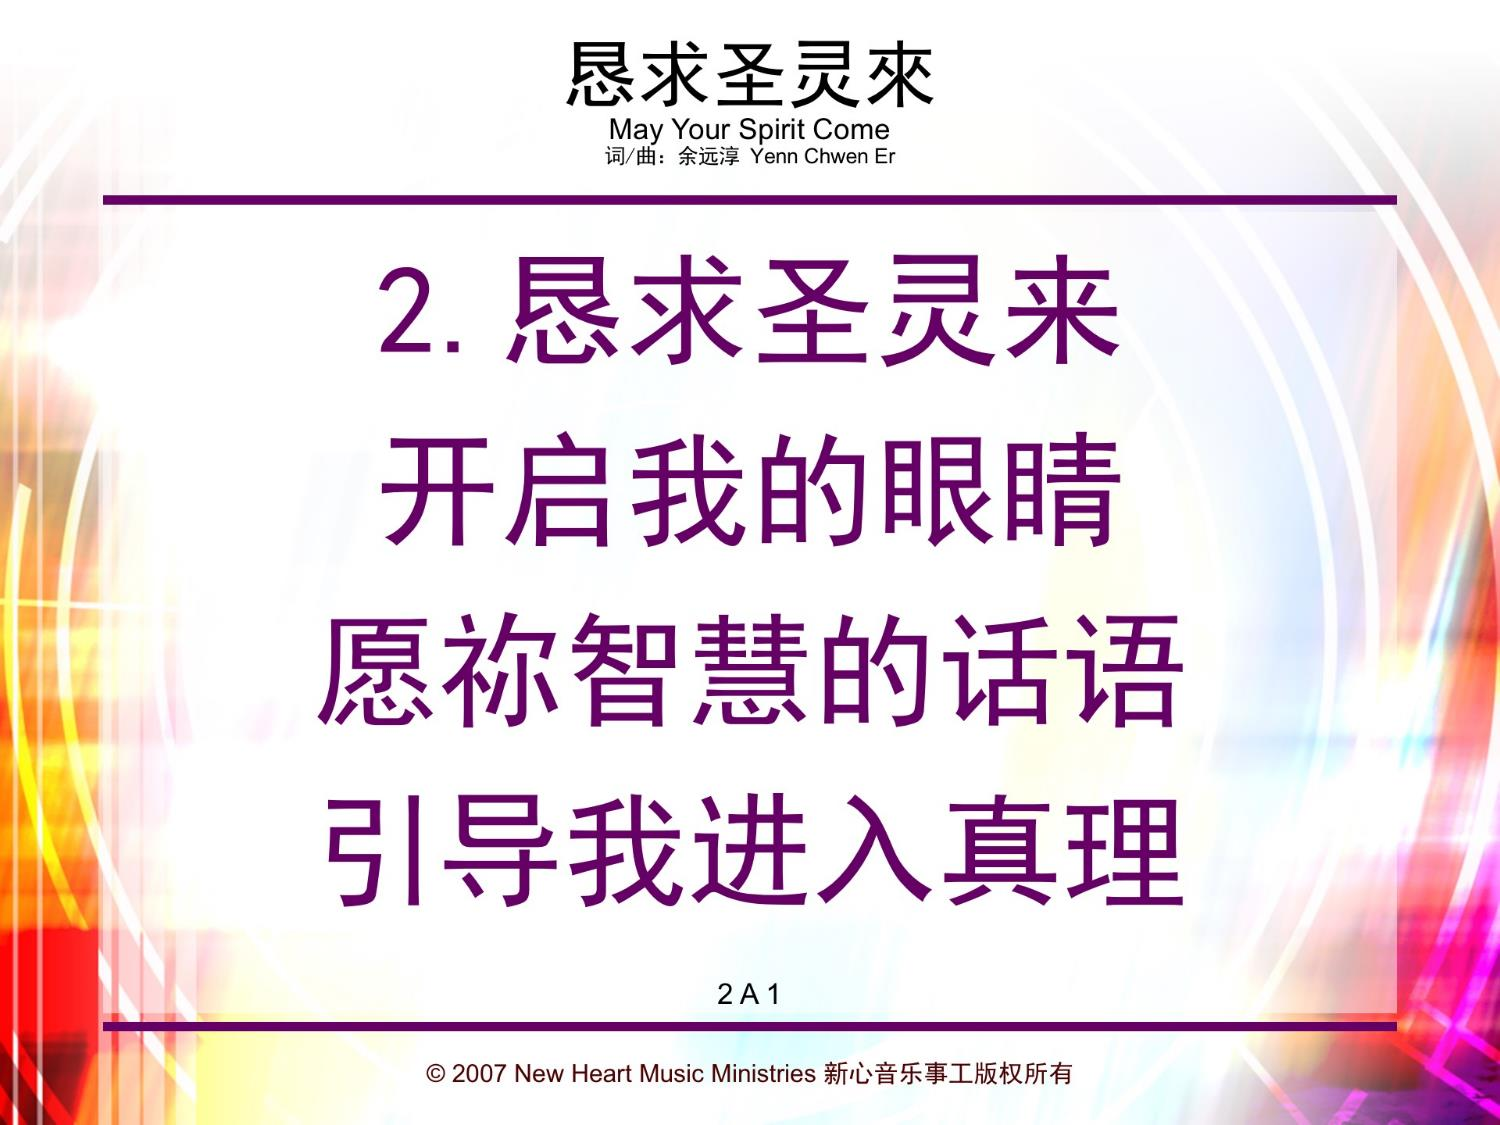 恳求圣灵來
May Your Spirit Come
词/曲：余远淳 Yenn Chwen Er
2.恳求圣灵来
开启我的眼睛
愿祢智慧的话语
引导我进入真理
2 A 1
© 2007 New Heart Music Ministries 新心音乐事工版权所有